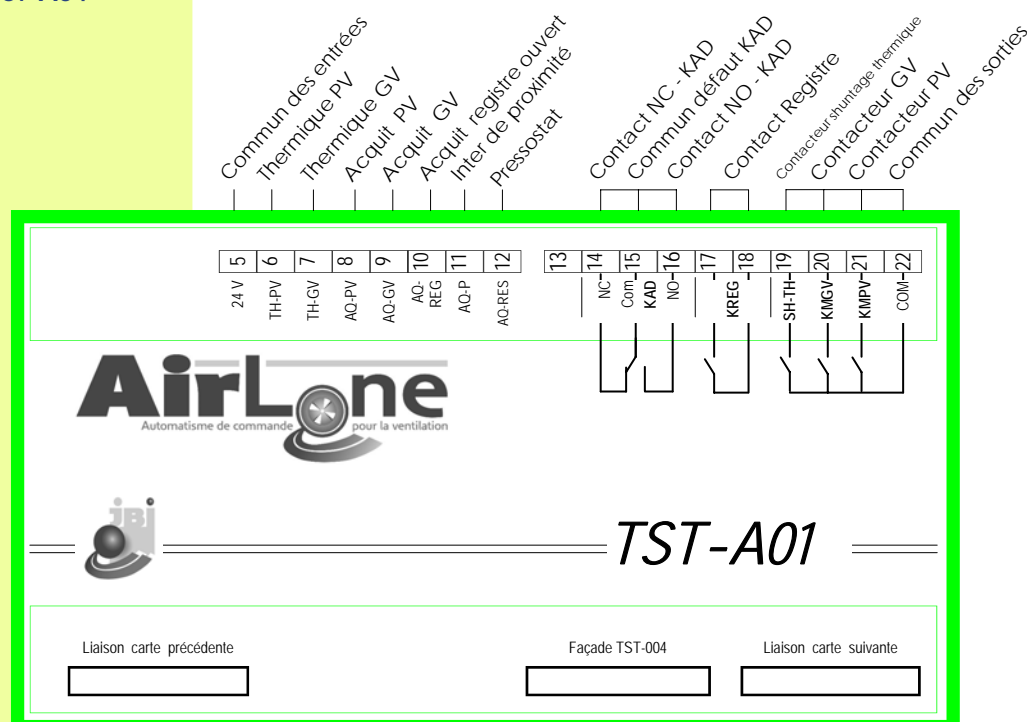 Commun des entrées
Thermique PV
Thermique GV
Acquit PV
Acquit GV
Acquit registre ouvert
Inter de proximité
Pressostat
Contact NC - KAD
Commun défaut KAD
Contact NO - KAD
Contact Registre
Contacteur shuntage thermique
Contacteur GV
Contacteur PV
Commun des sorties
5 6 7 8 9 10 11 12 13 14 15 16 17 18 19 20 21 22
24 V
TH-PV
TH-GV
AQ-PV
AQ-GV
AQ-
REG
AQ-P
AQ-RES
NC
Com
KAD
NO
KREG
SH-TH
KMGV
KMPV
COM
AirLone
Automatisme de commande pour la ventilation
jBj
TST-A01
Liaison carte précédente
Façade TST-004
Liaison carte suivante